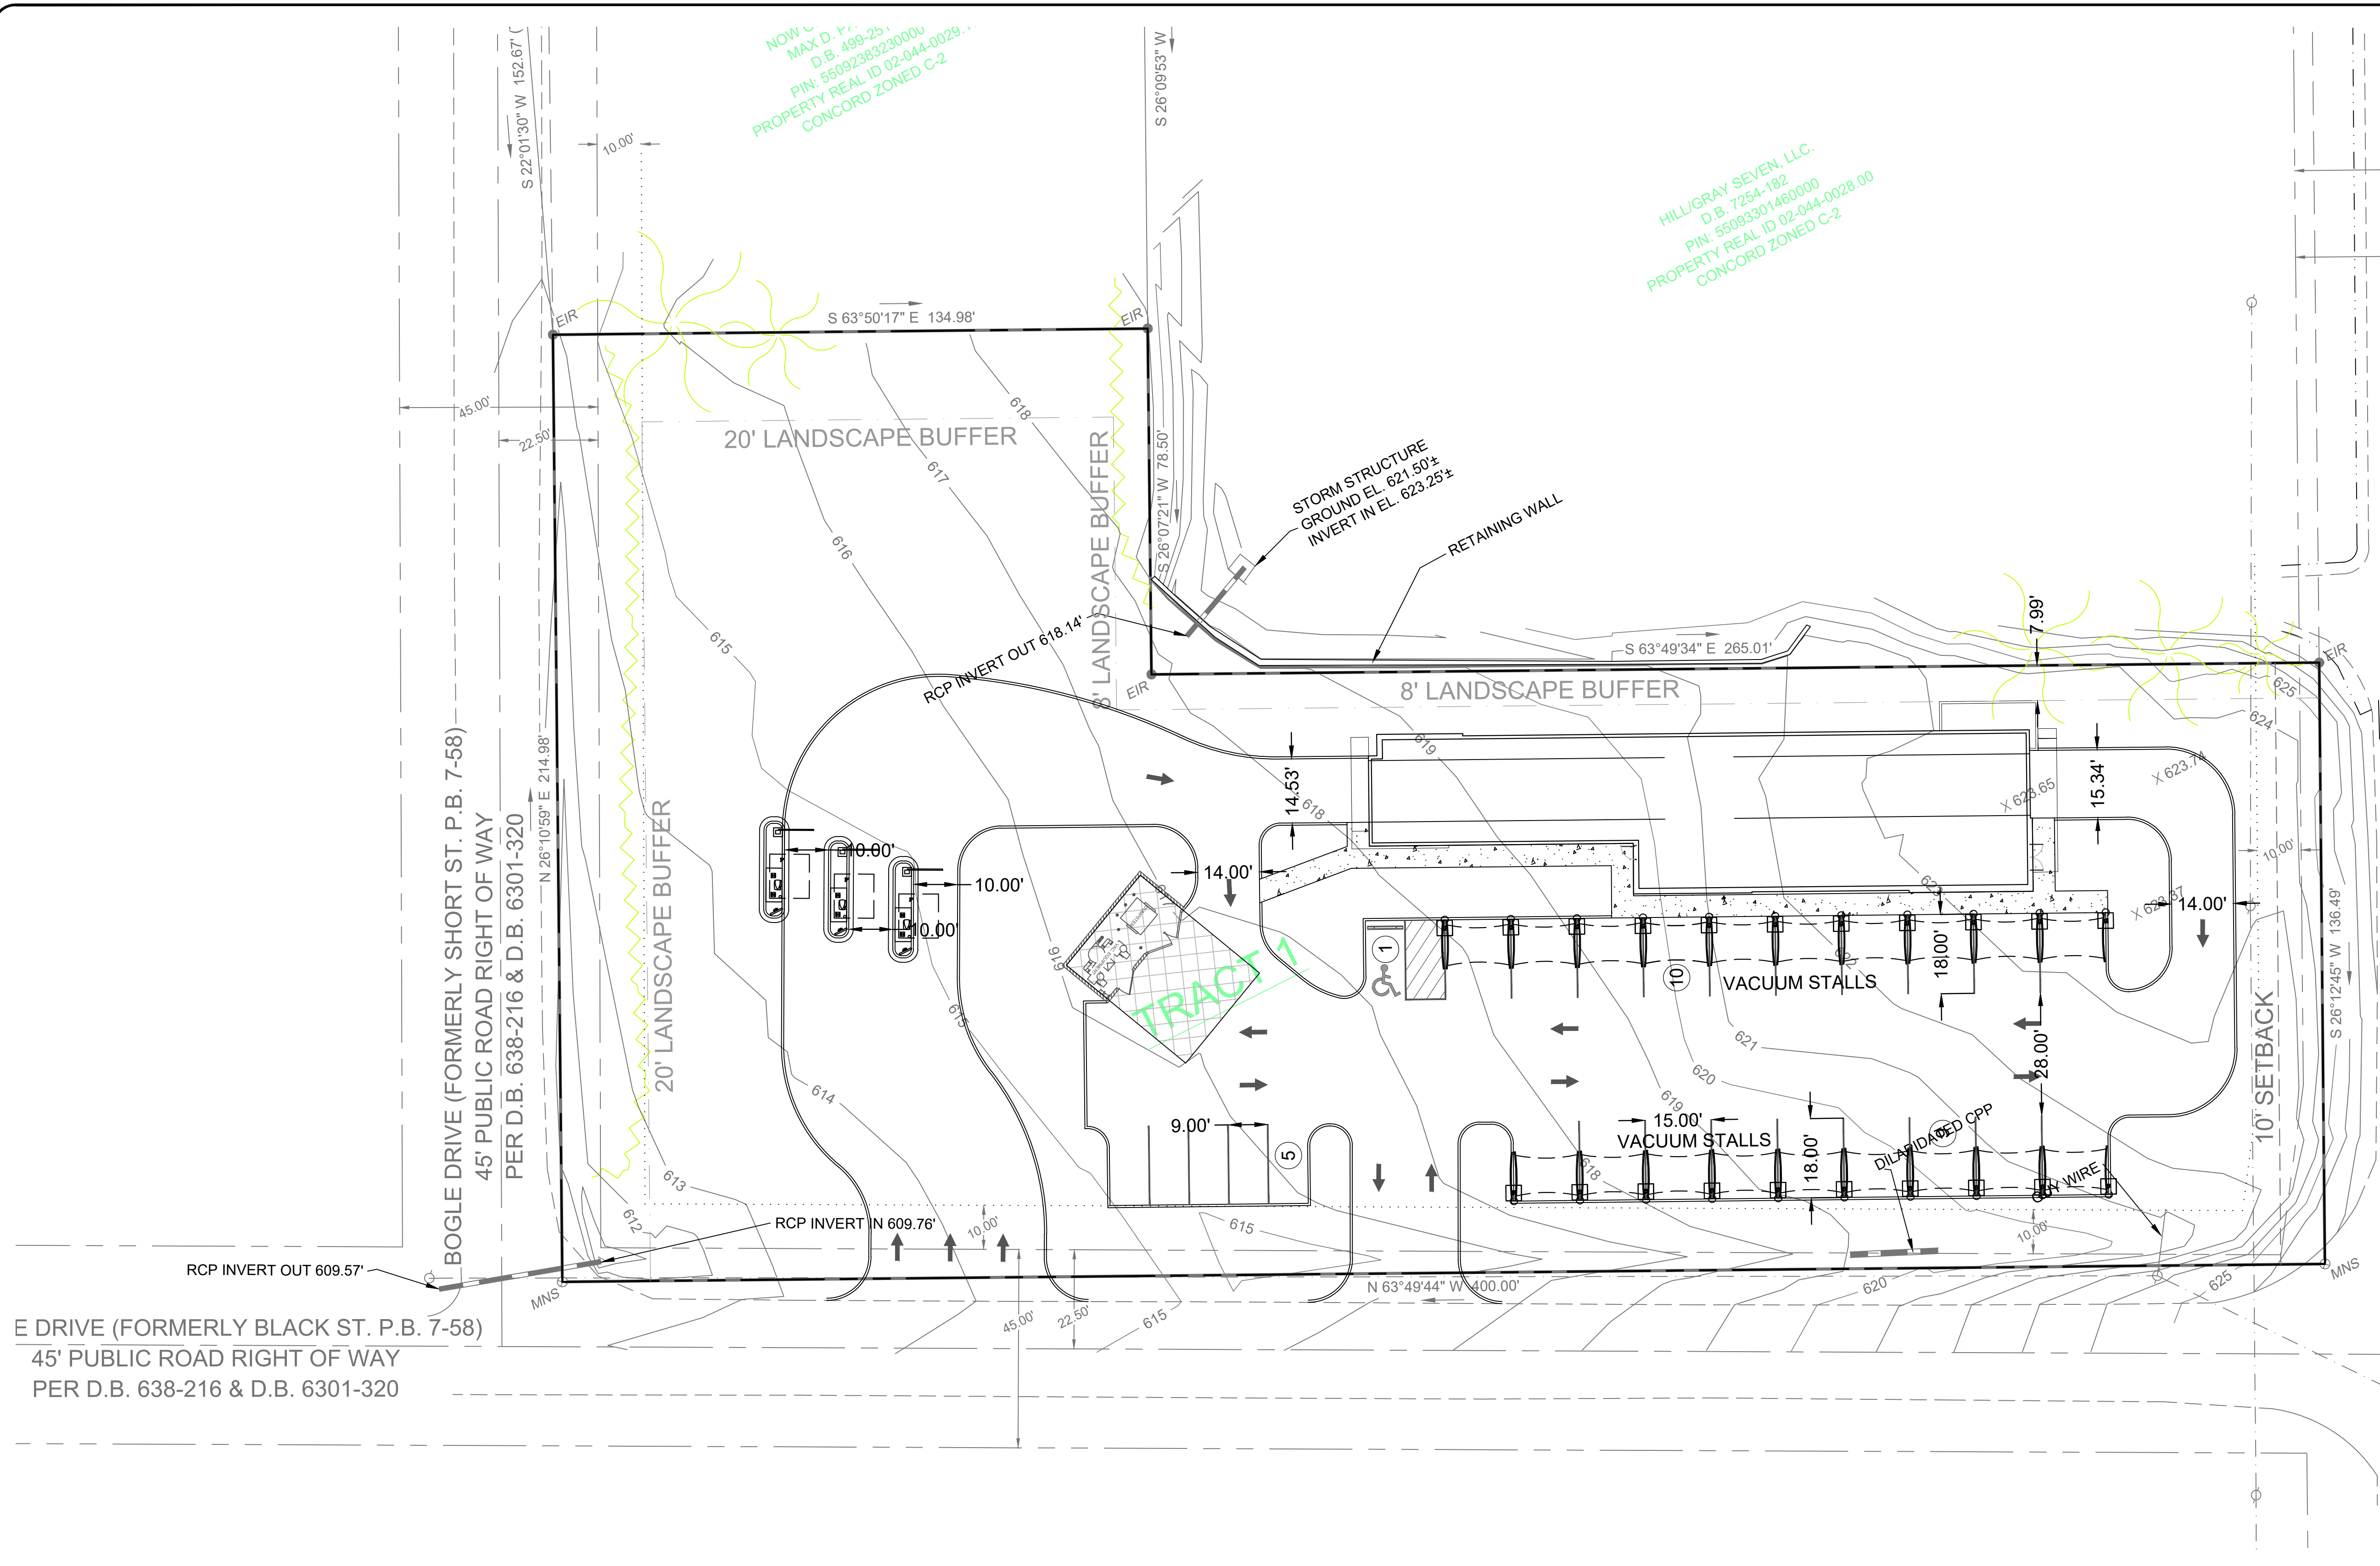 S 22°01'30" W 152.67' (
MAX D.
D.B. 499-25
PIN: 55092383230000
PROPERTY REAL ID 02-044-0029.
CONCORD ZONED C-2
S 26°09'53" W
HILL/GRAY SEVEN, LLC.
D.B. 7254-182
PIN: 55093301460000
PROPERTY REAL ID 02-044-0028.00
CONCORD ZONED C-2
10.00'
EIR
S 63°50'17" E 134.98'
EIR
45.00'
22.50'
618
20' LANDSCAPE BUFFER
617
616
615
8' LANDSCAPE BUFFER
S 26°07'21" W 78.50'
STORM STRUCTURE
GROUND EL. 621.50'±
INVERT IN EL. 623.25'±
RETAINING WALL
RCP INVERT OUT 618.14'
7.99'
S 63°49'34" E 265.01'
EIR
EIR
8' LANDSCAPE BUFFER
625
624
619
618
14.53'
15.34'
X 623.74
X 623.65
X 623.37
10.00'
N 26°10'59" E 214.98'
BOGLE DRIVE (FORMERLY SHORT ST. P.B. 7-58)
45' PUBLIC ROAD RIGHT OF WAY
PER D.B. 638-216 & D.B. 6301-320
20' LANDSCAPE BUFFER
10.00'
10.00'
10.00'
14.00'
14.00'
S 26°12'45" W 136.49'
616
615
TRACT 1
1
10
VACUUM STALLS
18.00'
622
621
620
619
618
28.00'
10' SETBACK
614
613
612
9.00'
5
15.00'
VACUUM STALLS
18.00'
DILAPIDATED CPP
GUY WIRE
RCP INVERT IN 609.76'
10.00'
615
10.00'
RCP INVERT OUT 609.57'
MNS
N 63°49'44" W 400.00'
620
625
MNS
45.00'
22.50'
615
E DRIVE (FORMERLY BLACK ST. P.B. 7-58)
45' PUBLIC ROAD RIGHT OF WAY
PER D.B. 638-216 & D.B. 6301-320